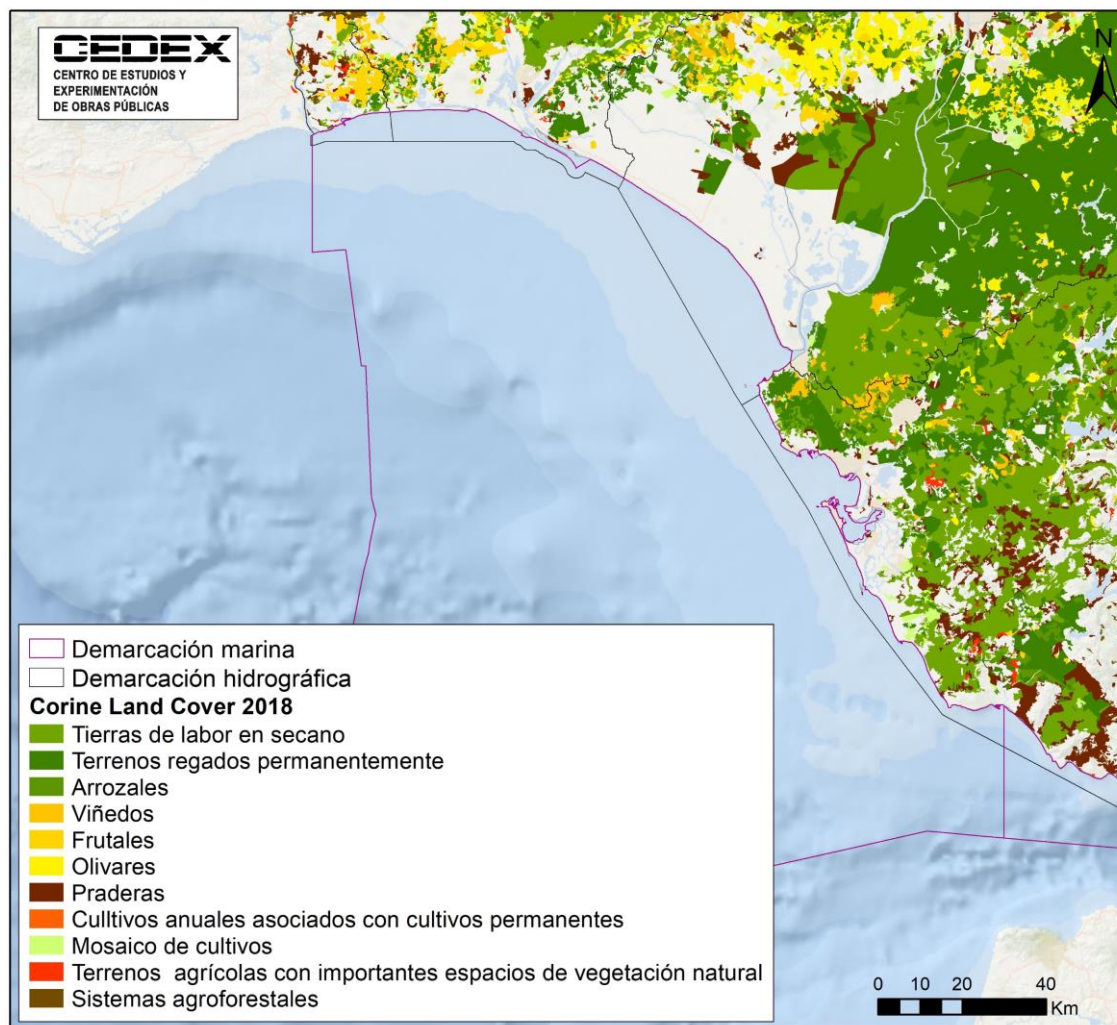 CEDEX
CENTRO DE ESTUDIOS Y
EXPERIMENTACIÓN
DE OBRAS PÚBLICAS
N
Demarcación marina
Demarcación hidrográfica
Corine Land Cover 2018
Tierras de labor en secano
Terrenos regados permanentemente
Arrozales
Viñedos
Frutales
Olivares
Praderas
Culltivos anuales asociados con cultivos permanentes
Mosaico de cultivos
Terrenos  agrícolas con importantes espacios de vegetación natural
Sistemas agroforestales
0 10 20 40
Km